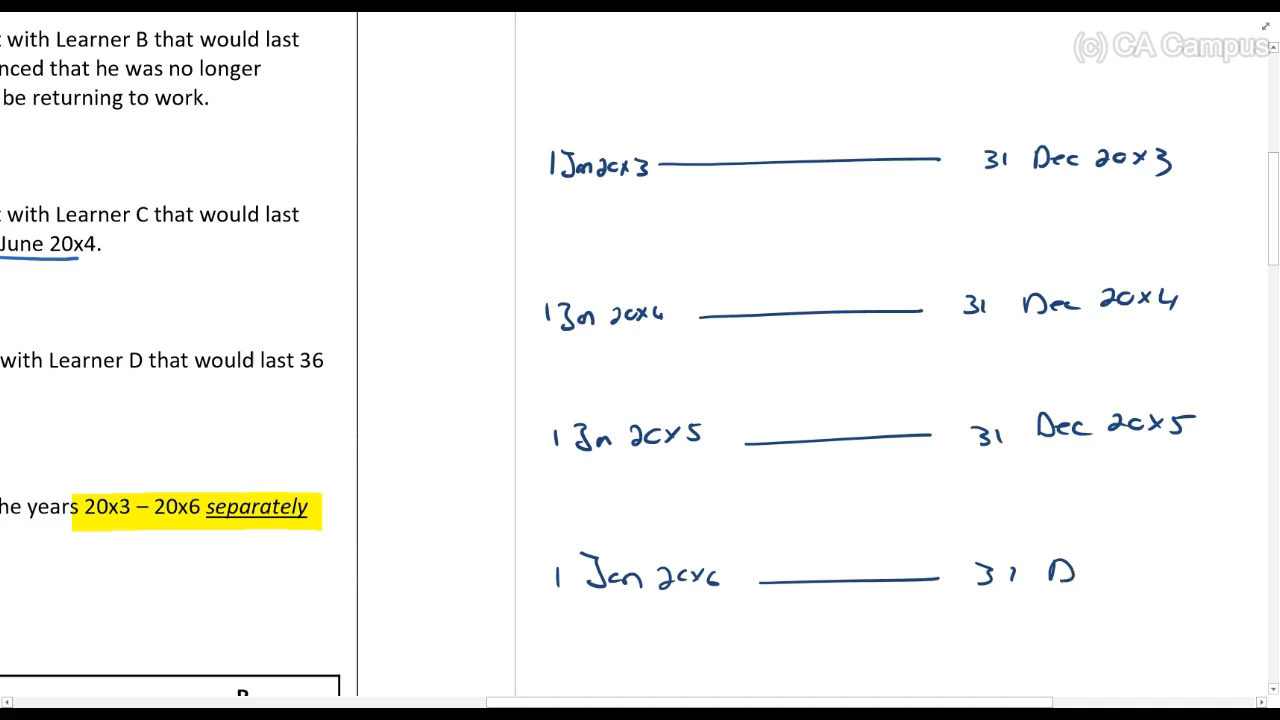 (c) CA Campus
t with Learner B that would last
nced that he was no longer
be returning to work.
t with Learner C that would last
June 20x4.
with Learner D that would last 36
he years 20x3 – 20x6 separately
1 Jan 20x3 31 Dec 20x3
1 Jan 20x4 31 Dec 20x4
1 Jan 20x5 31 Dec 20x5
1 Jan 20x6 31 D